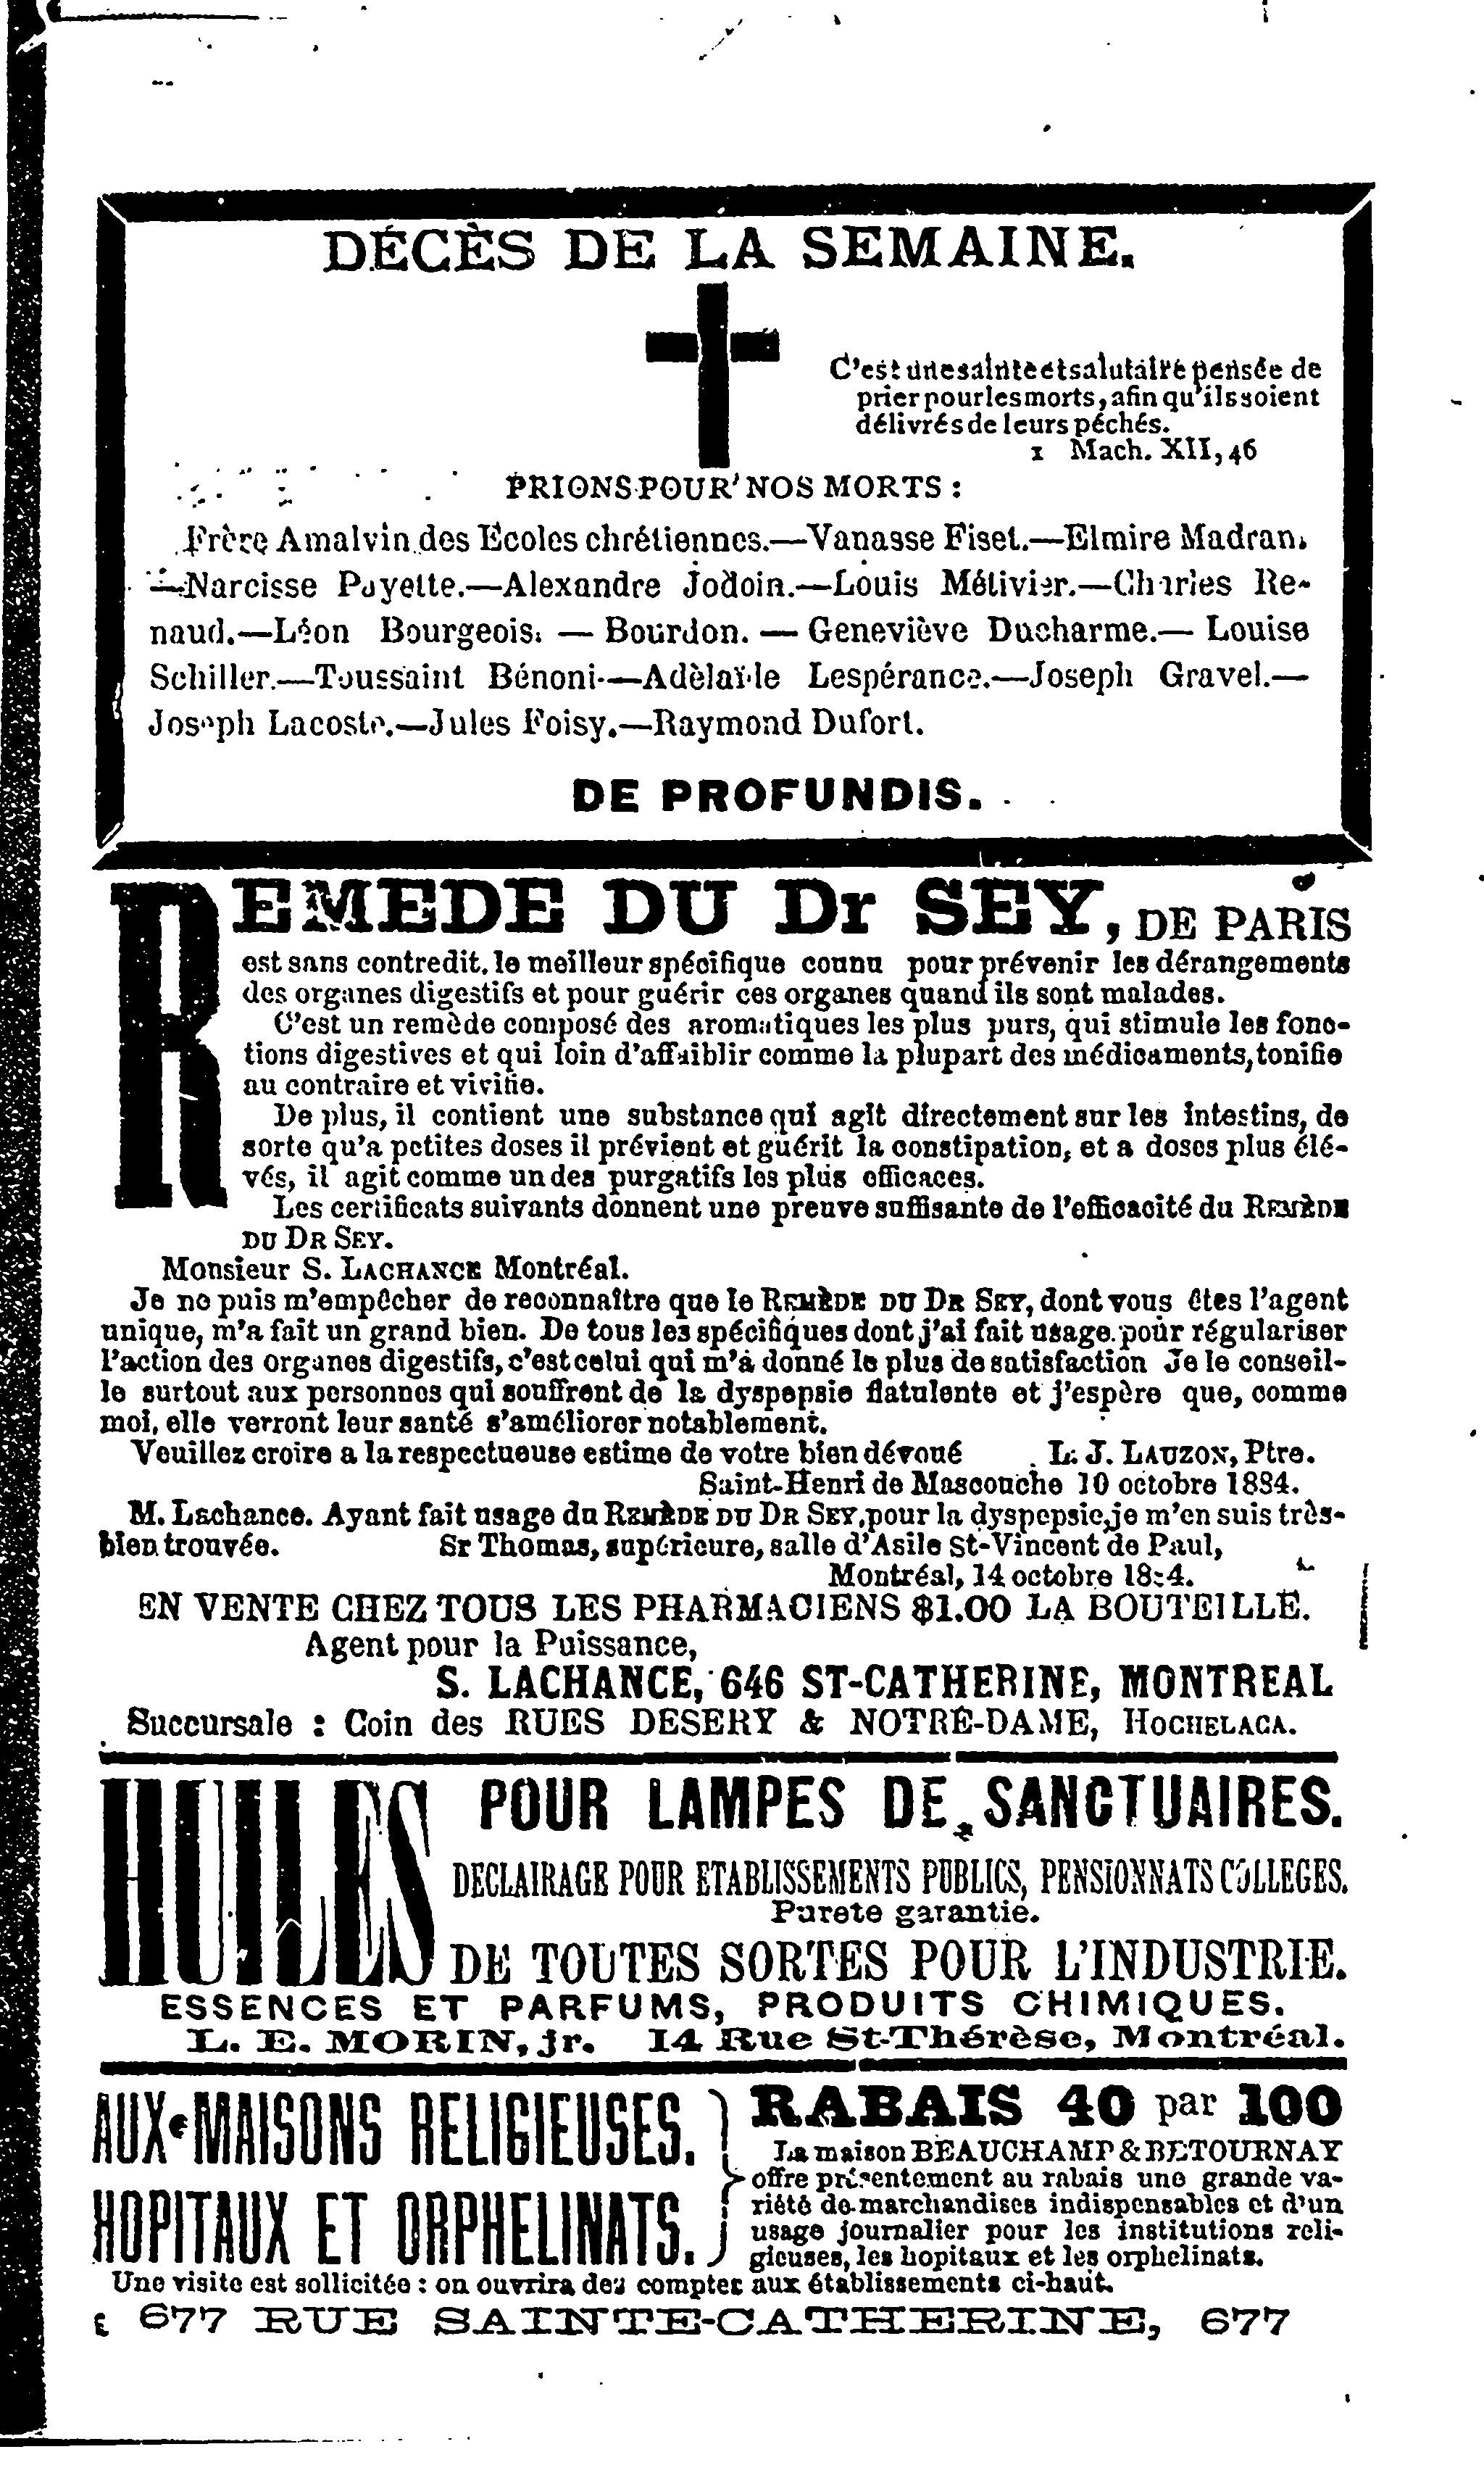 DÉCÈS DE LA SEMAINE.
C'est une sainte et salutaire pensée de
prier pour les morts, afin qu'ils soient
délivrés de leurs péchés.
1 Mach. XII, 46
PRIONS POUR NOS MORTS :
Frère Amalvin des Ecoles chrétiennes.—Vanasse Fiset.—Elmire Madran.
—Narcisse Payette.—Alexandre Jodoin.—Louis Métivier.—Charles Re-
naud.—Léon Bourgeois. — Bourdon. — Geneviève Ducharme.— Louise
Schiller.—Toussaint Bénoni.—Adèlaïde Lespérance.—Joseph Gravel.—
Joseph Lacoste.—Jules Foisy.—Raymond Dufort.
DE PROFUNDIS.
REMEDE DU Dr SEY, DE PARIS
est sans contredit, le meilleur spécifique connu pour prévenir les dérangements
des organes digestifs et pour guérir ces organes quand ils sont malades.
C'est un remède composé des aromatiques les plus purs, qui stimule les fonc-
tions digestives et qui loin d'affaiblir comme la plupart des médicaments, tonifie
au contraire et vivifie.
De plus, il contient une substance qui agit directement sur les intestins, de
sorte qu'a petites doses il prévient et guérit la constipation, et a doses plus élé-
vés, il agit comme un des purgatifs les plus efficaces.
Les certificats suivants donnent une preuve suffisante de l'efficacité du REMÈDE
DU DR SEY.
Monsieur S. LACHANCE Montréal.
Je ne puis m'empêcher de reconnaître que le REMÈDE DU DR SEY, dont vous êtes l'agent
unique, m'a fait un grand bien. De tous les spécifiques dont j'ai fait usage pour régulariser
l'action des organes digestifs, c'est celui qui m'a donné le plus de satisfaction Je le conseil-
le surtout aux personnes qui souffrent de la dyspepsie flatulente et j'espère que, comme
moi, elle verront leur santé s'améliorer notablement.
Veuillez croire a la respectueuse estime de votre bien dévoué L. J. LAUZON, Ptre.
Saint-Henri de Mascouche 10 octobre 1884.
M. Lachance. Ayant fait usage du REMÈDE DU DR SEY, pour la dyspepsie, je m'en suis très-
bien trouvée. Sr Thomas, supérieure, salle d'Asile St-Vincent de Paul,
Montréal, 14 octobre 1884.
EN VENTE CHEZ TOUS LES PHARMACIENS $1.00 LA BOUTEILLE.
Agent pour la Puissance,
S. LACHANCE, 646 ST-CATHERINE, MONTREAL
Succursale : Coin des RUES DESERY & NOTRE-DAME, HOCHELAGA.
HUILES POUR LAMPES DE SANCTUAIRES.
DECLAIRAGE POUR ETABLISSEMENTS PUBLICS, PENSIONNATS COLLEGES.
Purete garantie.
DE TOUTES SORTES POUR L'INDUSTRIE.
ESSENCES ET PARFUMS, PRODUITS CHIMIQUES.
L. E. MORIN, jr. 14 Rue St-Thérèse, Montréal.
AUX MAISONS RELIGIEUSES.
HOPITAUX ET ORPHELINATS.
RABAIS 40 par 100
La maison BEAUCHAMP & BETOURNAY
offre présentement au rabais une grande va-
riété de marchandises indispensables et d'un
usage journalier pour les institutions reli-
gieuses, les hopitaux et les orphelinats.
Une visite est sollicitée : on ouvrira des comptes aux établissements ci-haut.
677 RUE SAINTE-CATHERINE, 677